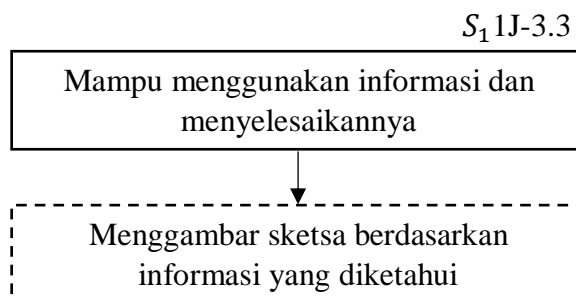 S₁1J-3.3
Mampu menggunakan informasi dan
menyelesaikannya
Menggambar sketsa berdasarkan
informasi yang diketahui